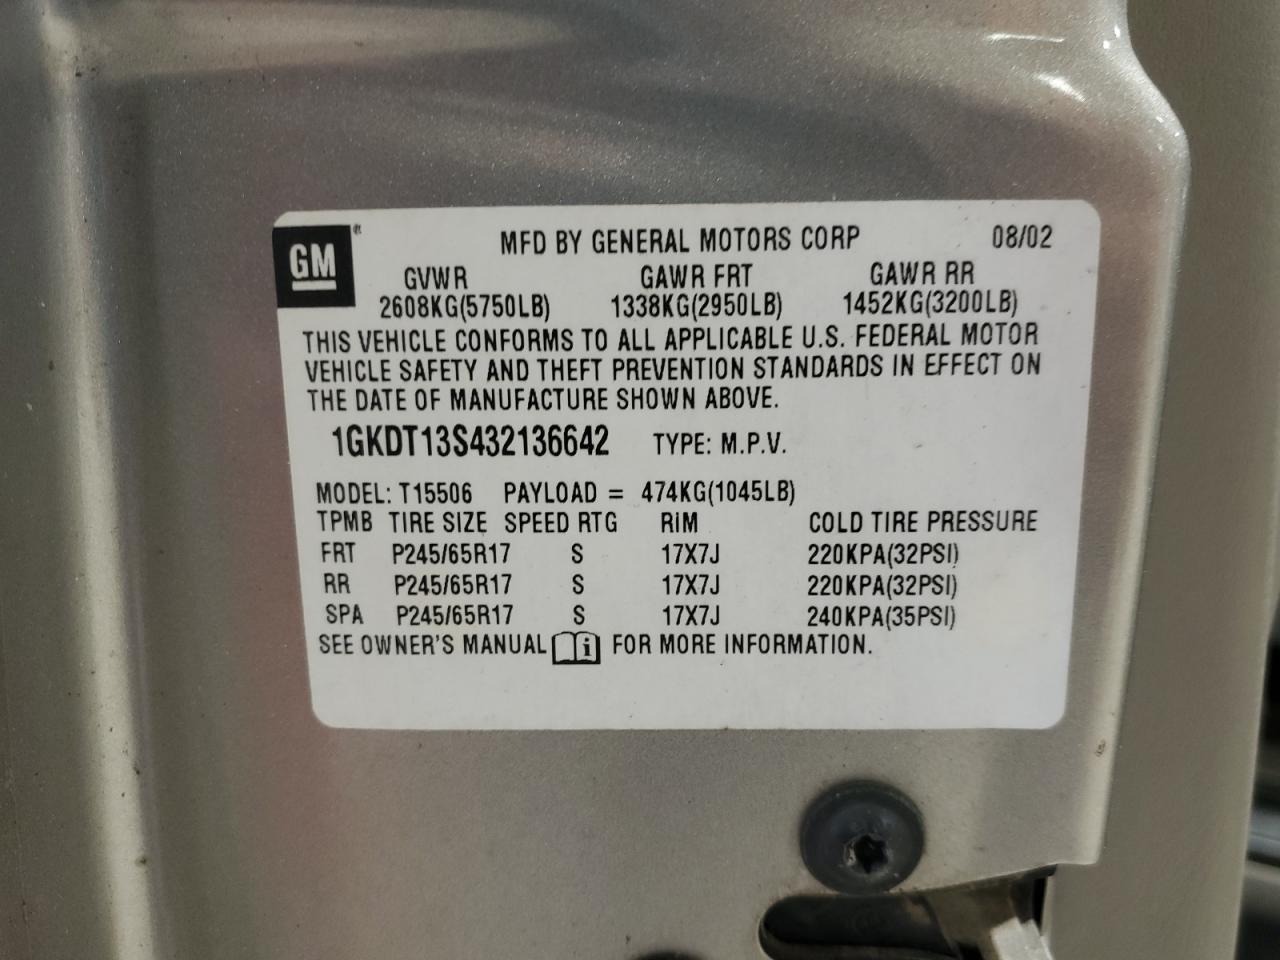 GM ® MFD BY GENERAL MOTORS CORP 08/02
GVWR GAWR FRT GAWR RR
2608KG(5750LB) 1338KG(2950LB) 1452KG(3200LB)
THIS VEHICLE CONFORMS TO ALL APPLICABLE U.S. FEDERAL MOTOR
VEHICLE SAFETY AND THEFT PREVENTION STANDARDS IN EFFECT ON
THE DATE OF MANUFACTURE SHOWN ABOVE.
1GKDT13S432136642 TYPE: M.P.V.
MODEL: T15506 PAYLOAD = 474KG(1045LB)
TPMB TIRE SIZE SPEED RTG RIM COLD TIRE PRESSURE
FRT P245/65R17 S 17X7J 220KPA(32PSI)
RR P245/65R17 S 17X7J 220KPA(32PSI)
SPA P245/65R17 S 17X7J 240KPA(35PSI)
SEE OWNER'S MANUAL i FOR MORE INFORMATION.